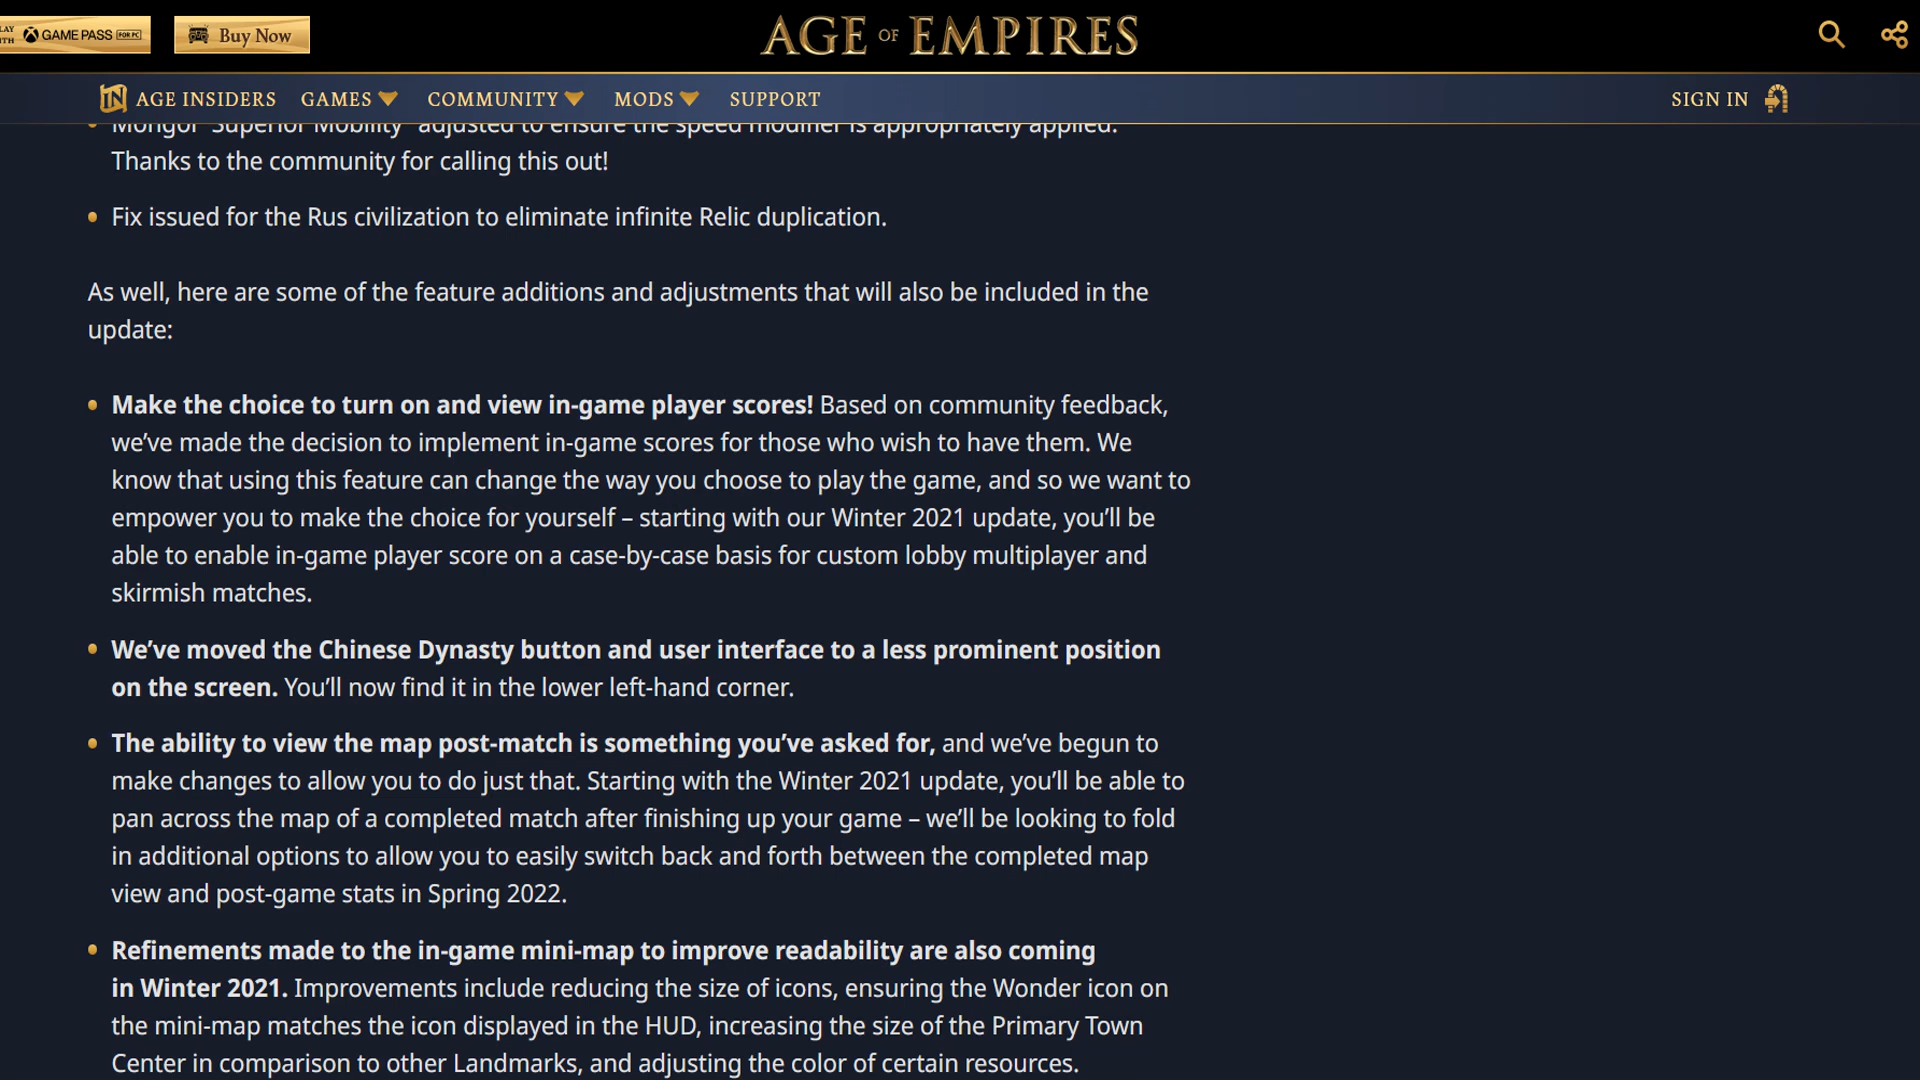 LAY
ITH
GAME PASS FOR PC
Buy Now
AGE OF EMPIRES
AGE INSIDERS
GAMES
COMMUNITY
MODS
SUPPORT
SIGN IN
Mongol "Superior Mobility" adjusted to ensure the speed modifier is appropriately applied.
Thanks to the community for calling this out!
Fix issued for the Rus civilization to eliminate infinite Relic duplication.
As well, here are some of the feature additions and adjustments that will also be included in the
update:
Make the choice to turn on and view in-game player scores! Based on community feedback,
we’ve made the decision to implement in-game scores for those who wish to have them. We
know that using this feature can change the way you choose to play the game, and so we want to
empower you to make the choice for yourself – starting with our Winter 2021 update, you’ll be
able to enable in-game player score on a case-by-case basis for custom lobby multiplayer and
skirmish matches.
We’ve moved the Chinese Dynasty button and user interface to a less prominent position
on the screen. You’ll now find it in the lower left-hand corner.
The ability to view the map post-match is something you’ve asked for, and we’ve begun to
make changes to allow you to do just that. Starting with the Winter 2021 update, you’ll be able to
pan across the map of a completed match after finishing up your game – we’ll be looking to fold
in additional options to allow you to easily switch back and forth between the completed map
view and post-game stats in Spring 2022.
Refinements made to the in-game mini-map to improve readability are also coming
in Winter 2021. Improvements include reducing the size of icons, ensuring the Wonder icon on
the mini-map matches the icon displayed in the HUD, increasing the size of the Primary Town
Center in comparison to other Landmarks, and adjusting the color of certain resources.